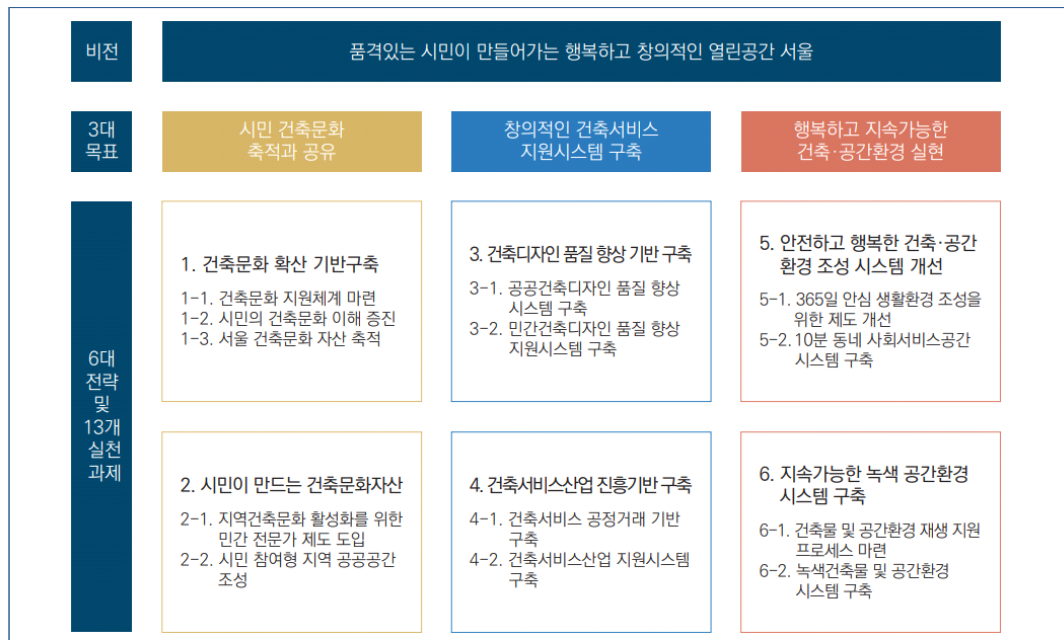 비전
품격있는 시민이 만들어가는 행복하고 창의적인 열린공간 서울
3대
목표
시민 건축문화
축적과 공유
창의적인 건축서비스
지원시스템 구축
행복하고 지속가능한
건축·공간환경 실현
6대
전략
및
13개
실천
과제
1. 건축문화 확산 기반구축
1-1. 건축문화 지원체계 마련
1-2. 시민의 건축문화 이해 증진
1-3. 서울 건축문화 자산 축적
3. 건축디자인 품질 향상 기반 구축
3-1. 공공건축디자인 품질 향상
시스템 구축
3-2. 민간건축디자인 품질 향상
지원시스템 구축
5. 안전하고 행복한 건축·공간
환경 조성 시스템 개선
5-1. 365일 안심 생활환경 조성을
위한 제도 개선
5-2. 10분 동네 사회서비스공간
시스템 구축
2. 시민이 만드는 건축문화자산
2-1. 지역건축문화 활성화를 위한
민간 전문가 제도 도입
2-2. 시민 참여형 지역 공공공간
조성
4. 건축서비스산업 진흥기반 구축
4-1. 건축서비스 공정거래 기반
구축
4-2. 건축서비스산업 지원시스템
구축
6. 지속가능한 녹색 공간환경
시스템 구축
6-1. 건축물 및 공간환경 재생 지원
프로세스 마련
6-2. 녹색건축물 및 공간환경
시스템 구축